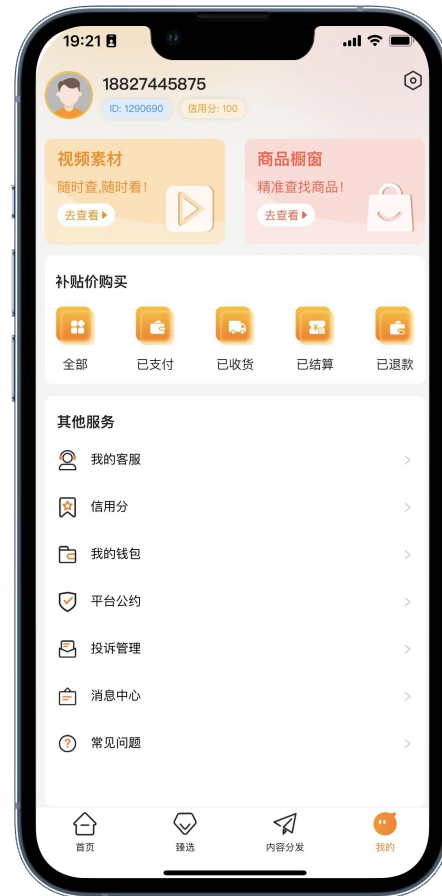 19:21
18827445875
ID: 1290690 信用分: 100
视频素材
随时查,随时看!
去查看
商品橱窗
精准查找商品!
去查看
补贴价购买
全部 已支付 已收货 已结算 已退款
其他服务
我的客服
信用分
我的钱包
平台公约
投诉管理
消息中心
常见问题
首页 臻选 内容分发 我的